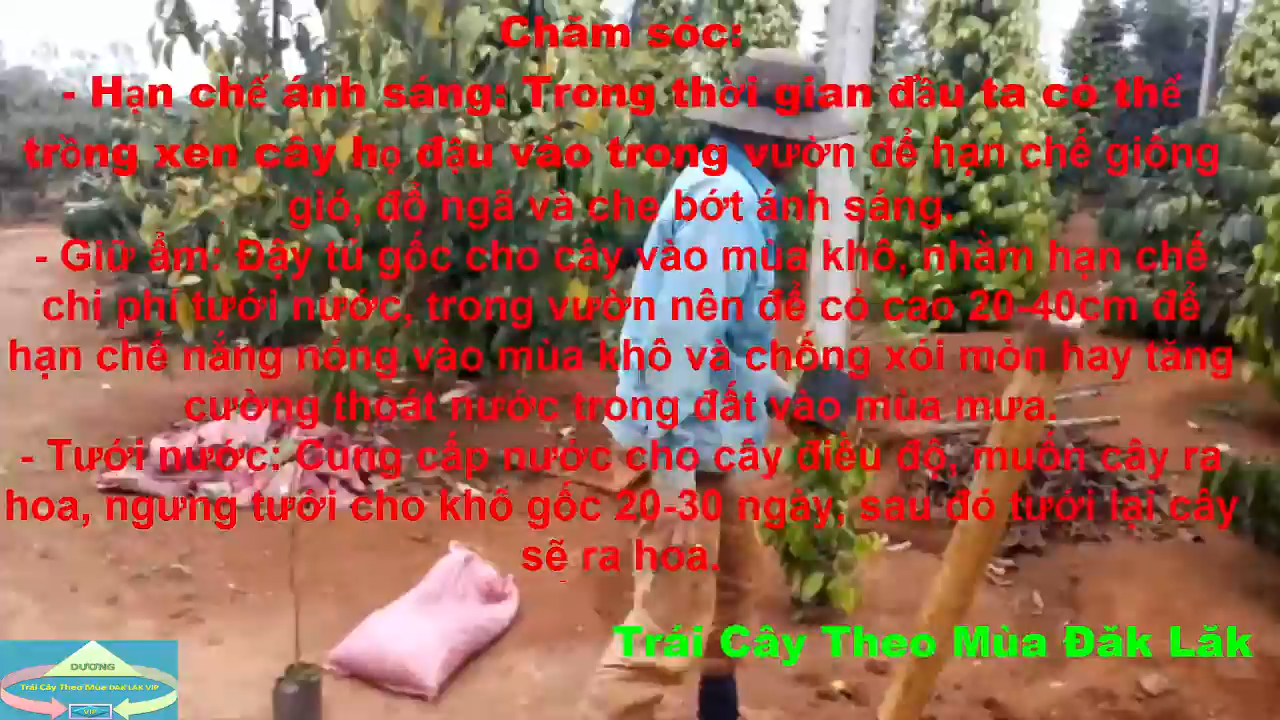 Chăm sóc:
- Hạn chế ánh sáng: Trong thời gian đầu ta có thể
trồng xen cây họ đậu vào trong vườn để hạn chế giông
gió, đổ ngã và che bớt ánh sáng.
- Giữ ẩm: Đậy tủ gốc cho cây vào mùa khô, nhằm hạn chế
chi phí tưới nước, trong vườn nên để cỏ cao 20-40cm để
hạn chế nắng nóng vào mùa khô và chống xói mòn hay tăng
cường thoát nước trong đất vào mùa mưa.
- Tưới nước: Cung cấp nước cho cây điều độ, muốn cây ra
hoa, ngưng tưới cho khô gốc 20-30 ngày, sau đó tưới lại cây
sẽ ra hoa.
Trái Cây Theo Mùa Đăk Lăk
DƯƠNG
Trái Cây Theo Mùa ĐĂK LĂK VIP
VIP